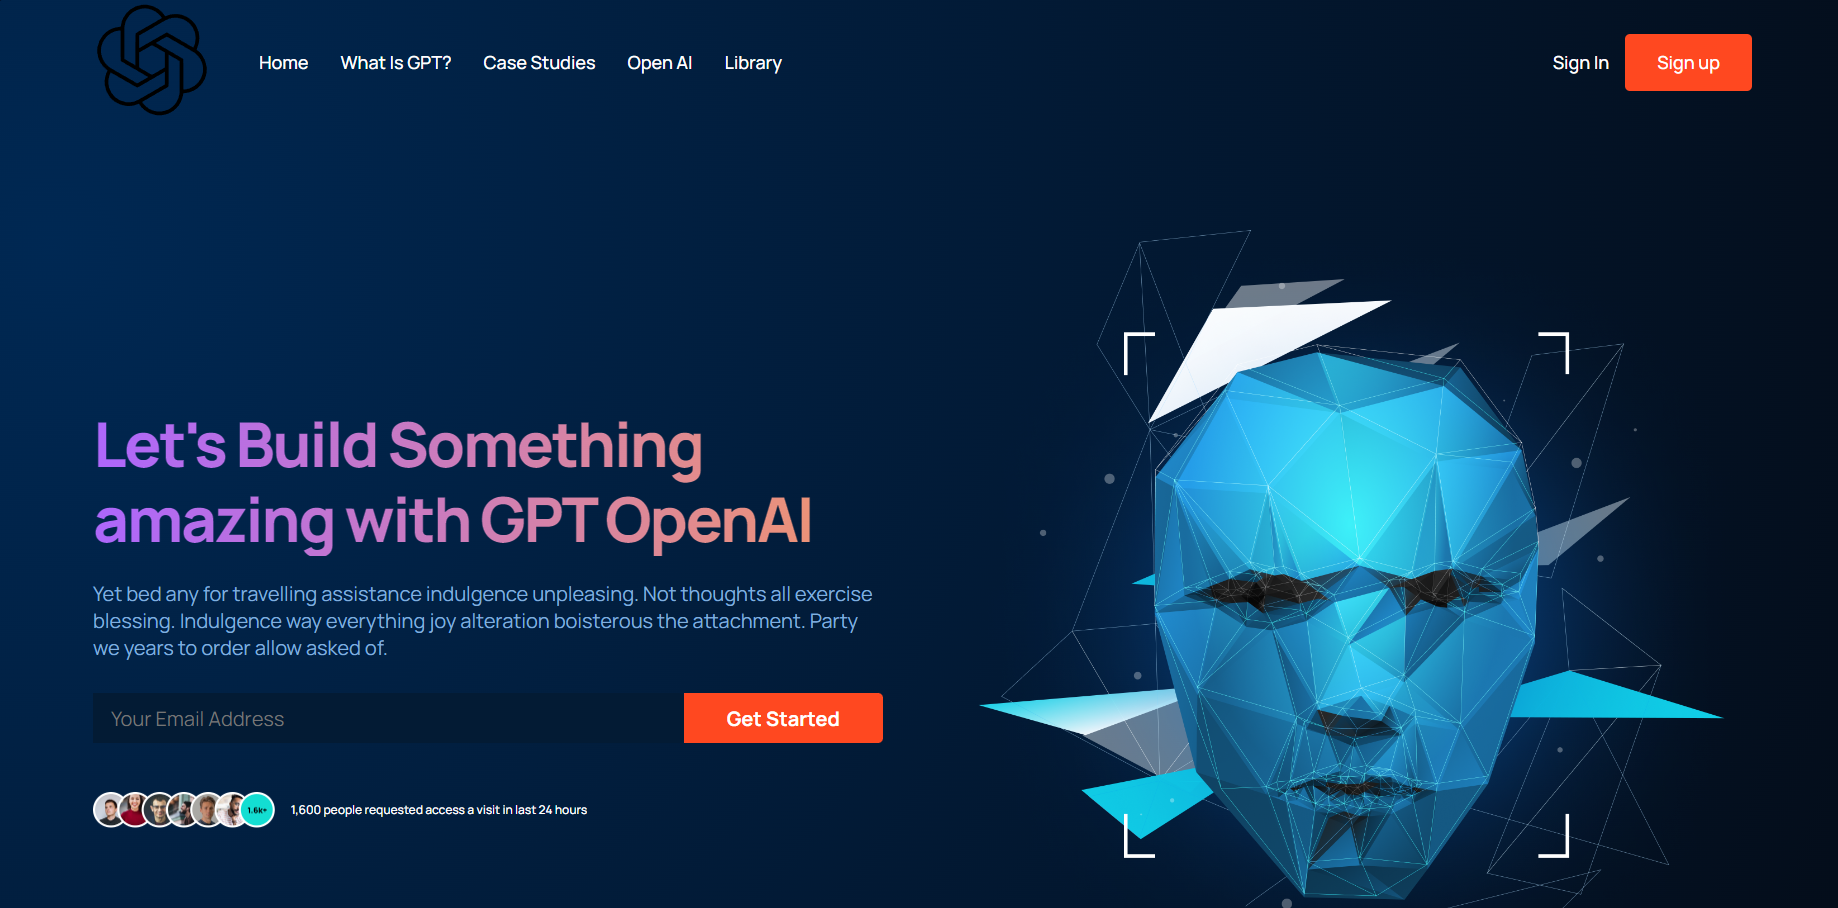 Home What Is GPT? Case Studies Open AI Library Sign In Sign up
Let's Build Something
amazing with GPT OpenAI
Yet bed any for travelling assistance indulgence unpleasing. Not thoughts all exercise
blessing. Indulgence way everything joy alteration boisterous the attachment. Party
we years to order allow asked of.
Your Email Address Get Started
1.6k+ 1,600 people requested access a visit in last 24 hours